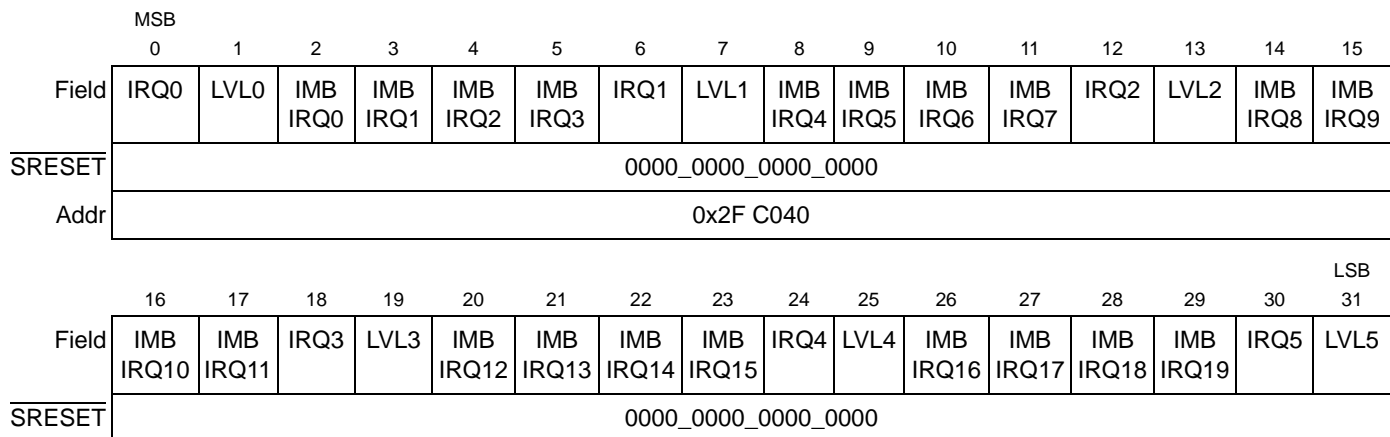 MSB
0 1 2 3 4 5 6 7 8 9 10 11 12 13 14 15
Field IRQ0 LVL0 IMB IMB IMB IMB IRQ1 LVL1 IMB IMB IMB IMB IRQ2 LVL2 IMB IMB
IRQ0 IRQ1 IRQ2 IRQ3 IRQ4 IRQ5 IRQ6 IRQ7 IRQ8 IRQ9
SRESET 0000_0000_0000_0000
Addr 0x2F C040
LSB
16 17 18 19 20 21 22 23 24 25 26 27 28 29 30 31
Field IMB IMB IRQ3 LVL3 IMB IMB IMB IMB IRQ4 LVL4 IMB IMB IMB IMB IRQ5 LVL5
IRQ10 IRQ11 IRQ12 IRQ13 IRQ14 IRQ15 IRQ16 IRQ17 IRQ18 IRQ19
SRESET 0000_0000_0000_0000